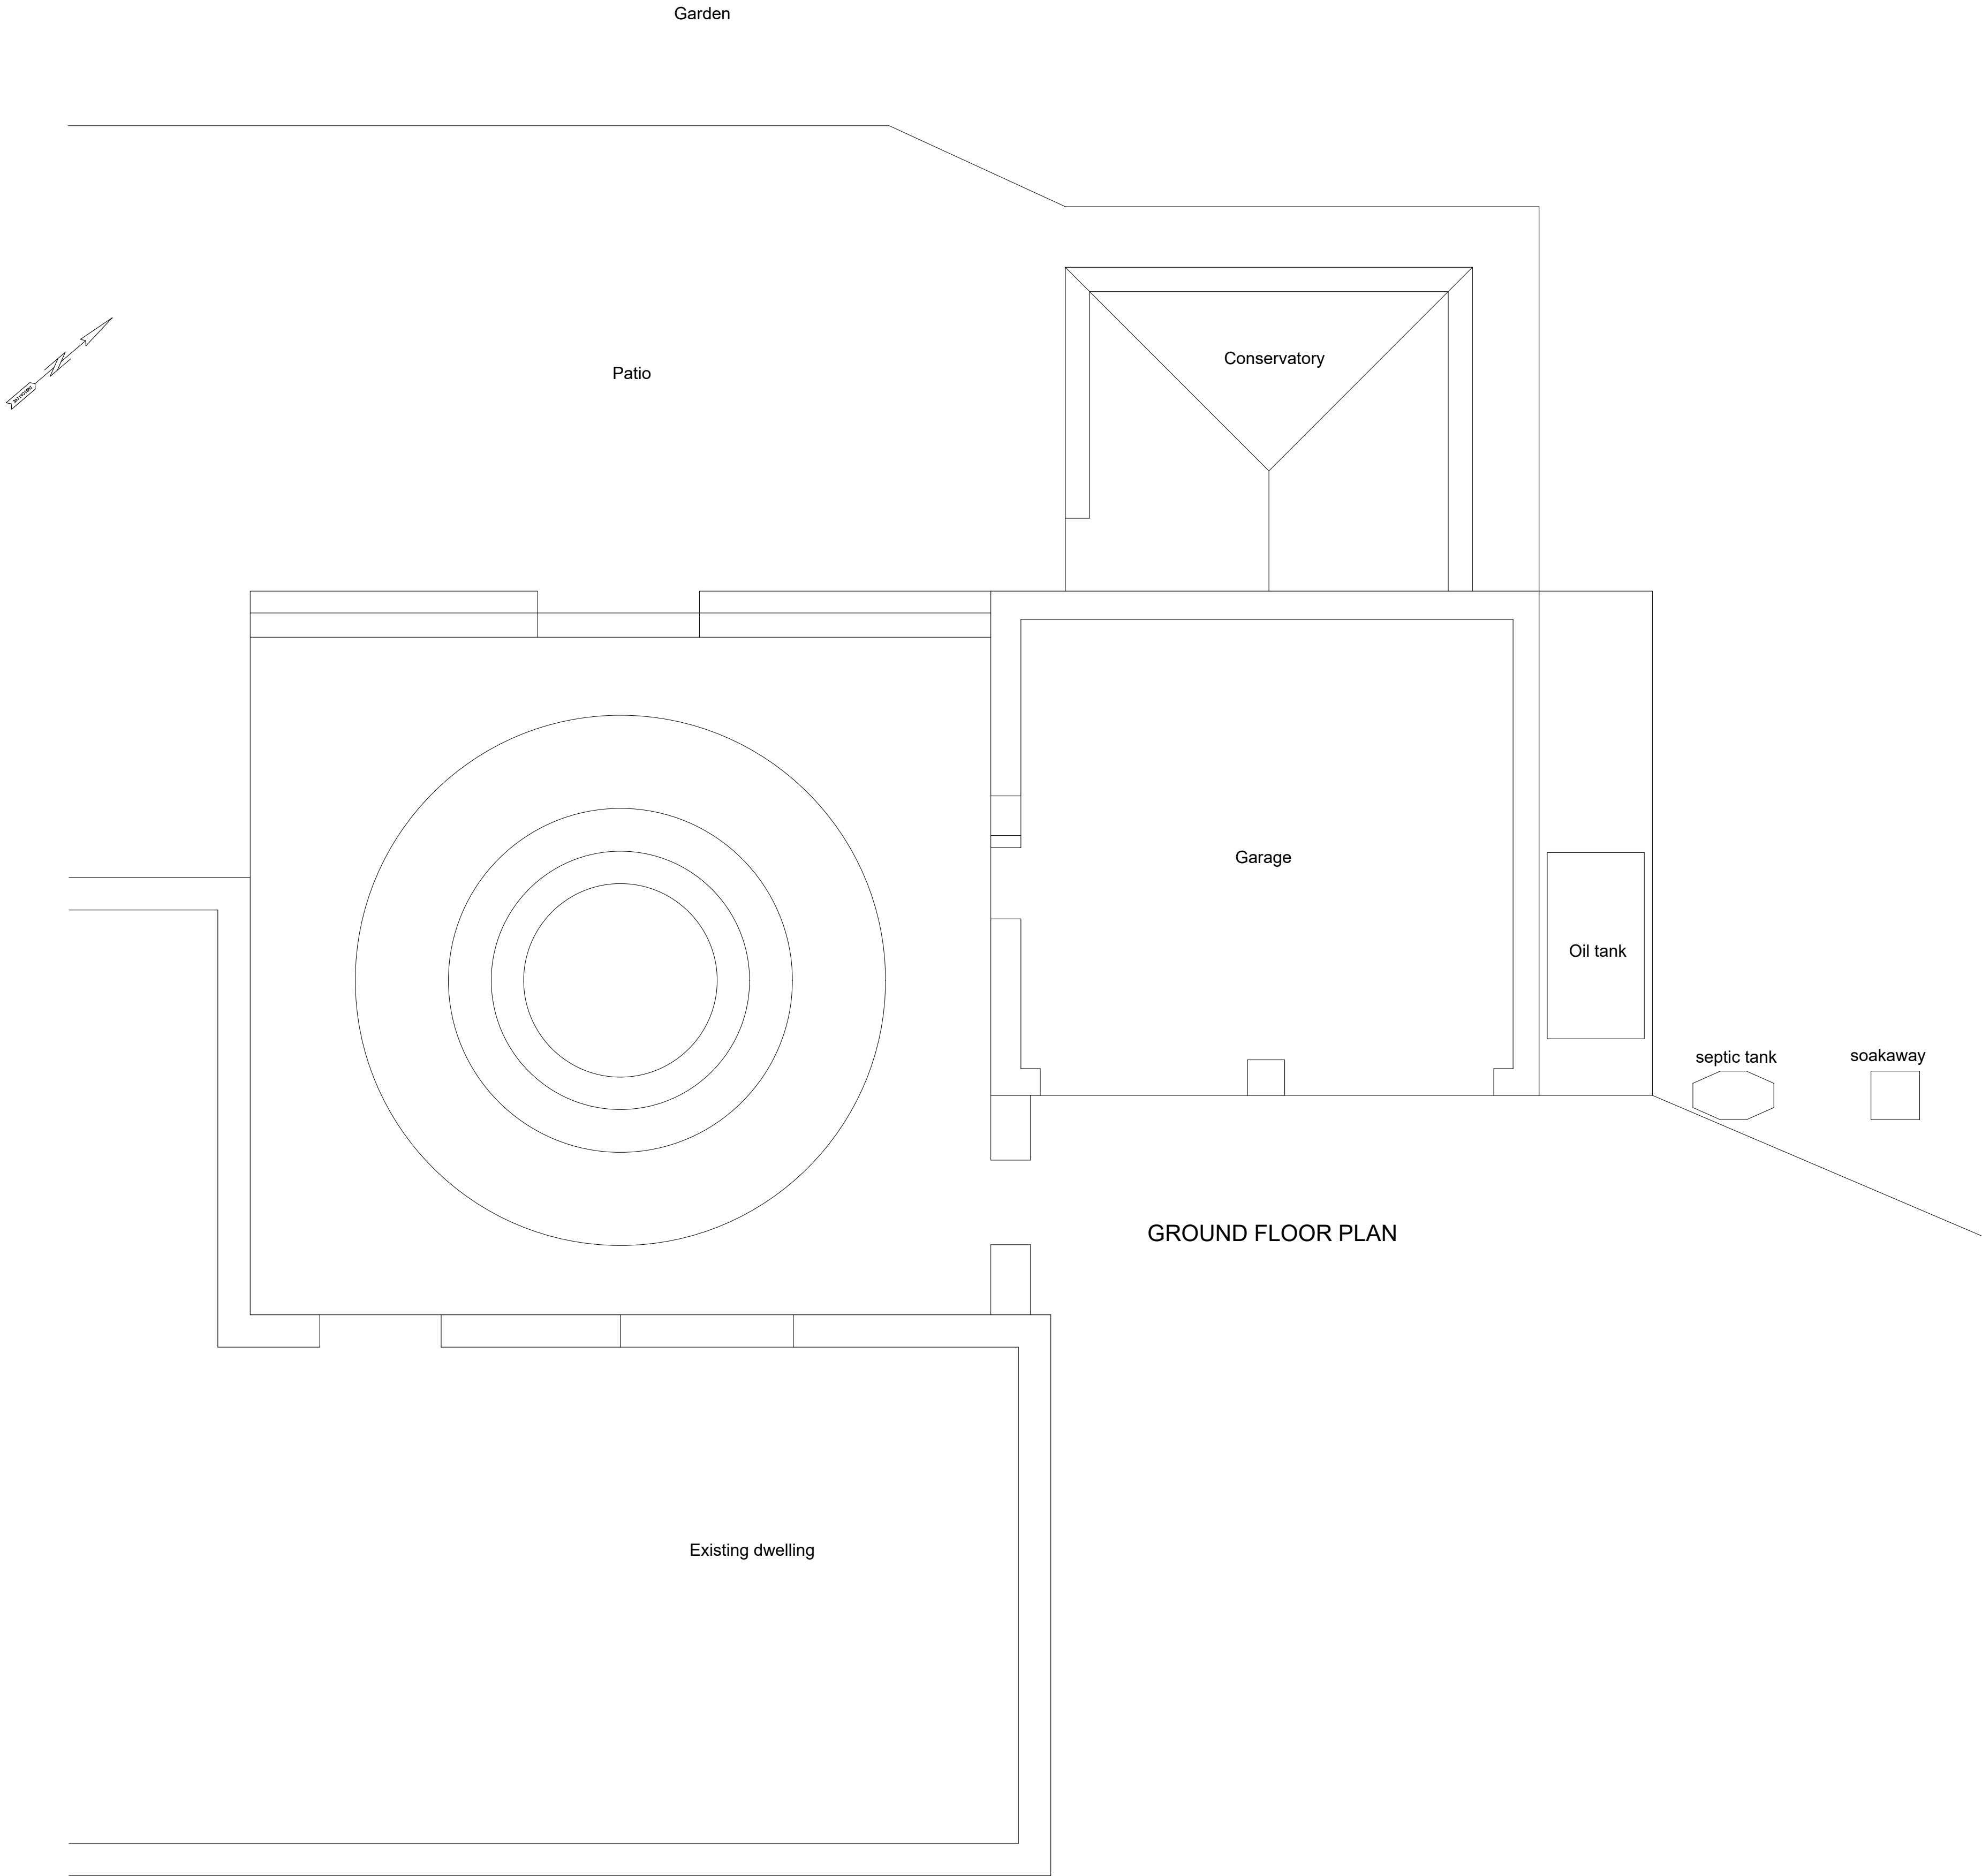 Garden
Patio
Conservatory
Garage
Oil tank
septic tank
soakaway
GROUND FLOOR PLAN
Existing dwelling